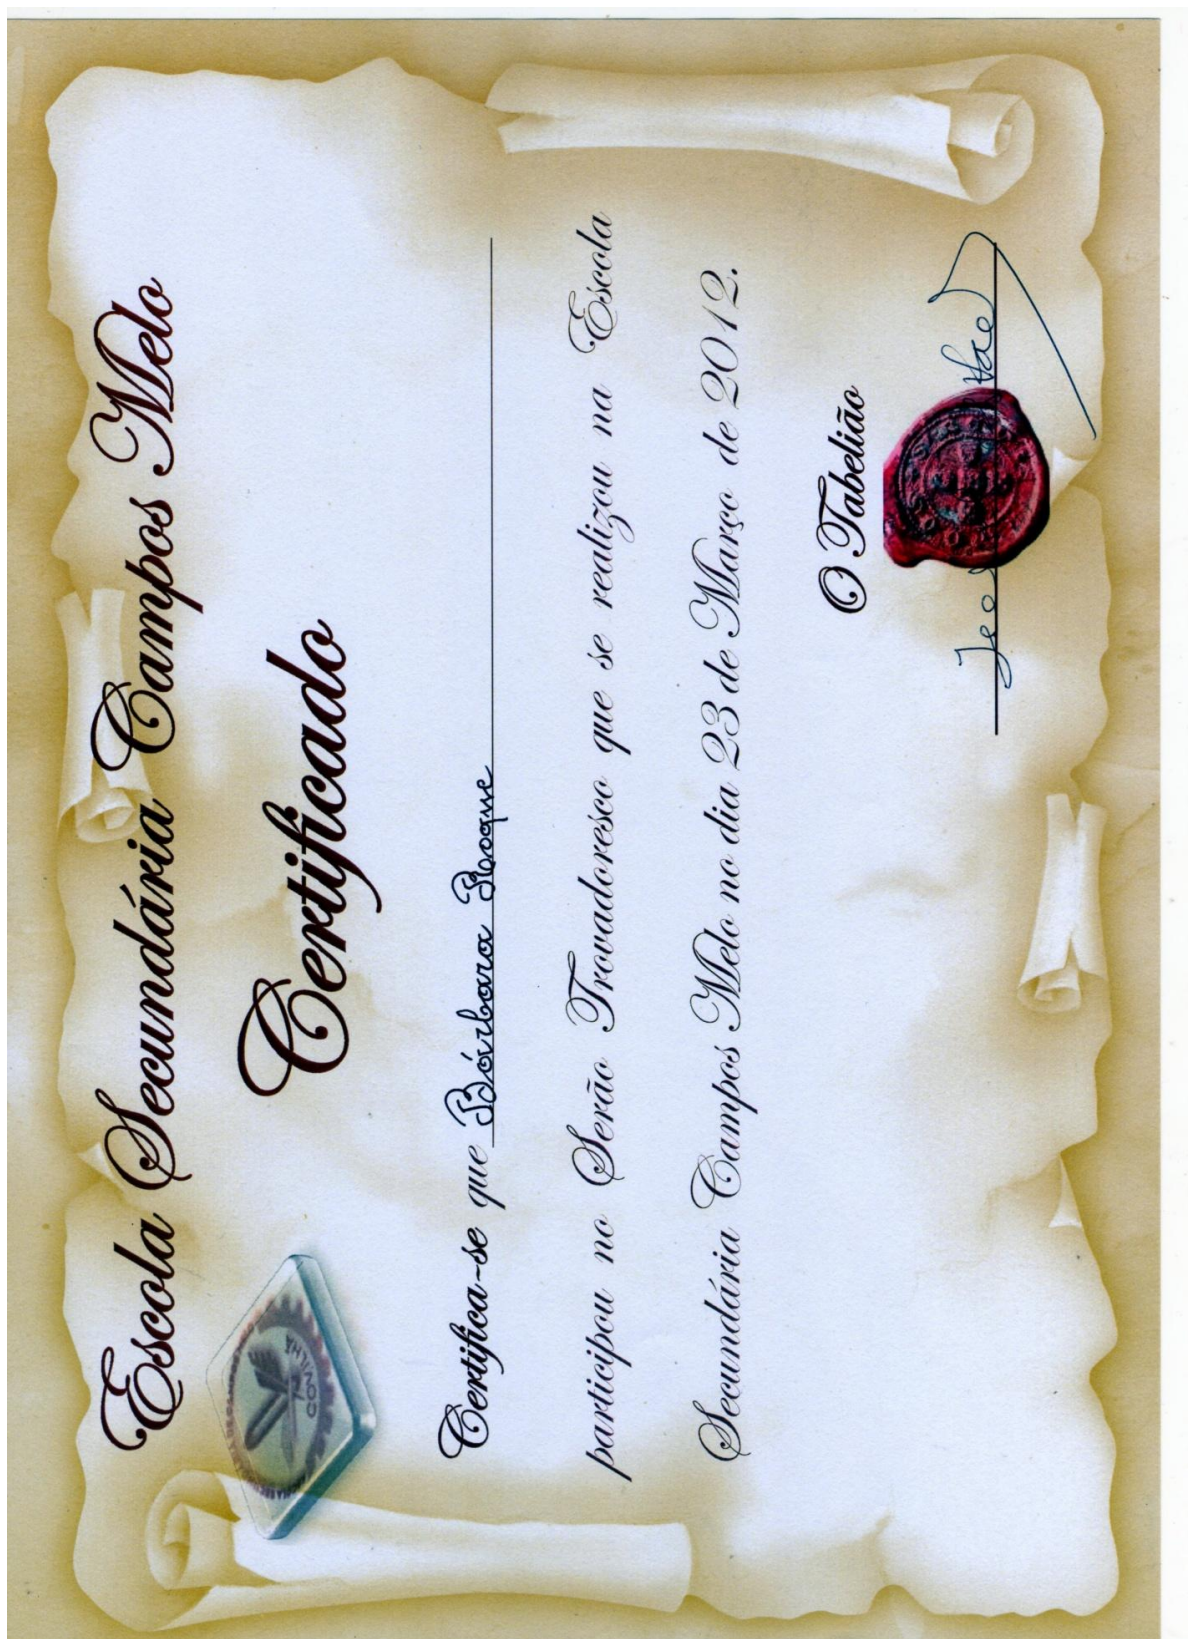 Escola Secundária Campos Melo
Certificado
COVILHÃ
Certifica-se que Bárbara Roque
participou no Serão Trovadoresco que se realizou na Escola
Secundária Campos Melo no dia 23 de Março de 2012.
O Tabelião